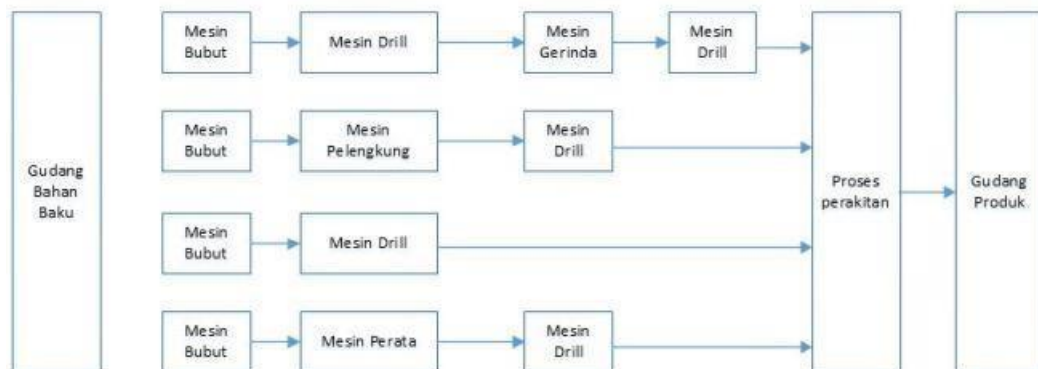 Mesin
Bubut
Mesin Drill
Mesin
Gerinda
Mesin
Drill
Mesin
Bubut
Mesin
Pelengkung
Mesin
Drill
Gudang
Bahan
Baku
Proses
perakitan
Gudang
Produk
Mesin
Bubut
Mesin Drill
Mesin
Bubut
Mesin Perata
Mesin
Drill